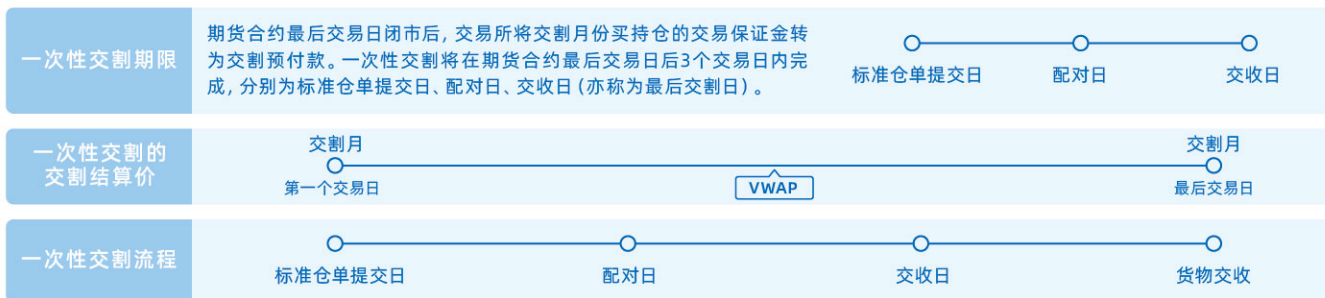 一次性交割期限
期货合约最后交易日闭市后，交易所将交割月份买持仓的交易保证金转
为交割预付款。一次性交割将在期货合约最后交易日后3个交易日内完
成，分别为标准仓单提交日、配对日、交收日（亦称为最后交割日）。
标准仓单提交日
配对日
交收日
一次性交割的
交割结算价
交割月
第一个交易日
VWAP
交割月
最后交易日
一次性交割流程
标准仓单提交日
配对日
交收日
货物交收